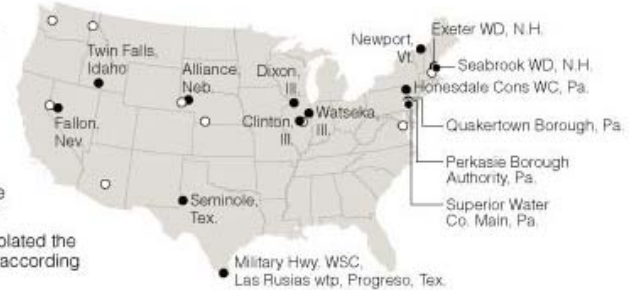 Exeter WD, N.H.
Newport,
Vt.
Twin Falls,
Idaho
Alliance,
Neb.
Dixon,
Ill.
Seabrook WD, N.H.
Honesdale Cons WC, Pa.
Watseka,
Ill.
Clinton,
Ill.
Fallon,
Nev.
Quakertown Borough, Pa.
Perkasie Borough
Authority, Pa.
Seminole,
Tex.
Superior Water
Co. Main, Pa.
the
according
Military Hwy. WSC,
Las Rusias wtp, Progreso, Tex.